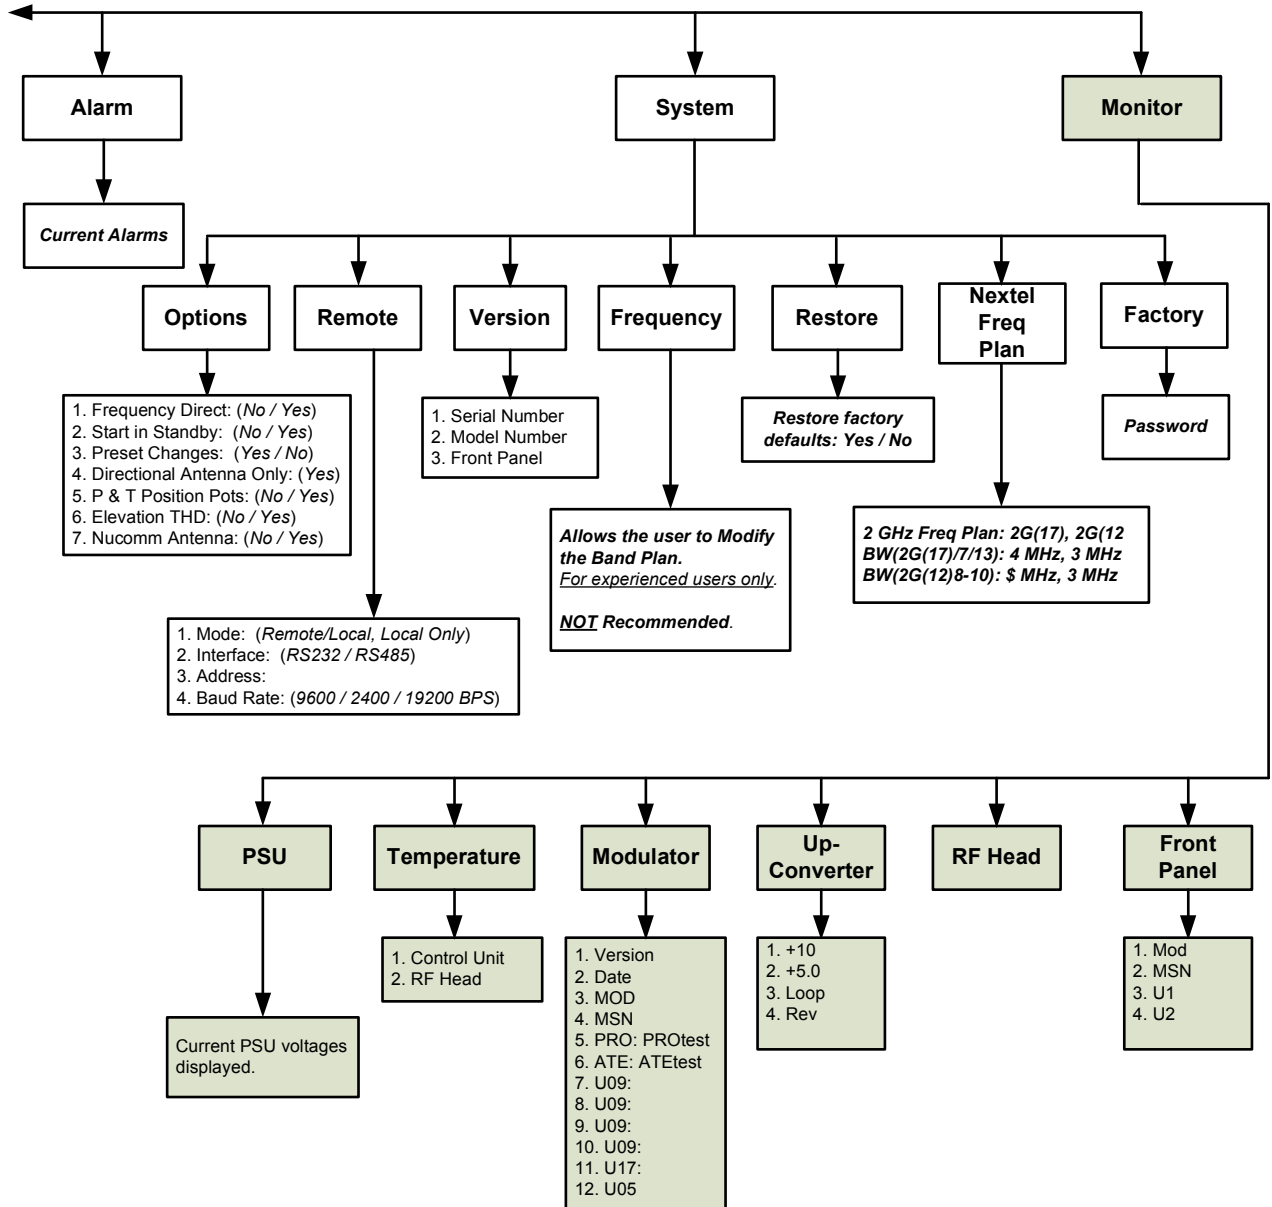 Alarm
System
Monitor
Current Alarms
Options
Remote
Version
Frequency
Restore
Nextel
Freq
Plan
Factory
1. Frequency Direct: (No / Yes)
2. Start in Standby: (No / Yes)
3. Preset Changes: (Yes / No)
4. Directional Antenna Only: (Yes)
5. P & T Position Pots: (No / Yes)
6. Elevation THD: (No / Yes)
7. Nucomm Antenna: (No / Yes)
1. Serial Number
2. Model Number
3. Front Panel
Restore factory
defaults: Yes / No
Password
Allows the user to Modify
the Band Plan.
For experienced users only.
NOT Recommended.
2 GHz Freq Plan: 2G(17), 2G(12
BW(2G(17)/7/13): 4 MHz, 3 MHz
BW(2G(12)8-10): $ MHz, 3 MHz
1. Mode: (Remote/Local, Local Only)
2. Interface: (RS232 / RS485)
3. Address:
4. Baud Rate: (9600 / 2400 / 19200 BPS)
PSU
Temperature
Modulator
Up-
Converter
RF Head
Front
Panel
Current PSU voltages
displayed.
1. Control Unit
2. RF Head
1. Version
2. Date
3. MOD
4. MSN
5. PRO: PROtest
6. ATE: ATEtest
7. U09:
8. U09:
9. U09:
10. U09:
11. U17:
12. U05
1. +10
2. +5.0
3. Loop
4. Rev
1. Mod
2. MSN
3. U1
4. U2